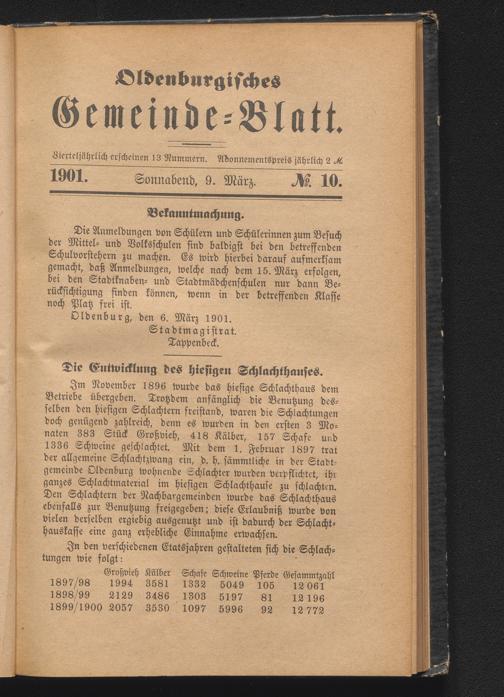 Oldenburgisches
Gemeinde-Blatt.
Vierteljährlich erscheinen 13 Nummern. Abonnementspreis jährlich 2 ℳ
1901. Sonnabend, 9. März. №. 10.
Bekanntmachung.
Die Anmeldungen von Schülern und Schülerinnen zum Besuch
der Mittel- und Volksschulen sind baldigst bei den betreffenden
Schulvorstehern zu machen. Es wird hierbei darauf aufmerksam
gemacht, daß Anmeldungen, welche nach dem 15. März erfolgen,
bei den Stadtknaben- und Stadtmädchenschulen nur dann Be-
rücksichtigung finden können, wenn in der betreffenden Klasse
noch Platz frei ist.
Oldenburg, den 6. März 1901.
Stadtmagistrat.
Tappenbeck.
Die Entwicklung des hiesigen Schlachthauses.
Im November 1896 wurde das hiesige Schlachthaus dem
Betriebe übergeben. Trotzdem anfänglich die Benutzung des-
selben den hiesigen Schlachtern freistand, waren die Schlachtungen
doch genügend zahlreich, denn es wurden in den ersten 3 Mo-
naten 383 Stück Großvieh, 418 Kälber, 157 Schafe und
1336 Schweine geschlachtet. Mit dem 1. Februar 1897 trat
der allgemeine Schlachtzwang ein, d. h. sämmtliche in der Stadt-
gemeinde Oldenburg wohnende Schlachter wurden verpflichtet, ihr
ganzes Schlachtmaterial im hiesigen Schlachthause zu schlachten.
Den Schlachtern der Nachbargemeinden wurde das Schlachthaus
ebenfalls zur Benutzung freigegeben; diese Erlaubniß wurde von
vielen derselben ergiebig ausgenutzt und ist dadurch der Schlacht-
hauskasse eine ganz erhebliche Einnahme erwachsen.
In den verschiedenen Etatsjahren gestalteten sich die Schlach-
tungen wie folgt:
Großvieh Kälber Schafe Schweine Pferde Gesammtzahl
1897/98 1994 3581 1332 5049 105 12 061
1898/99 2129 3486 1303 5197 81 12 196
1899/1900 2057 3530 1097 5996 92 12 772